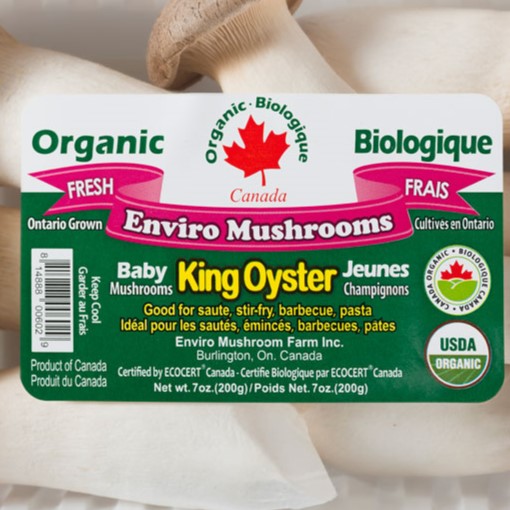 Organic · Biologique
Canada
Organic
Biologique
FRESH
FRAIS
Ontario Grown
Enviro Mushrooms
Cultivés en Ontario
Baby
Mushrooms
King Oyster
Jeunes
Champignons
Good for saute, stir-fry, barbecue, pasta
Idéal pour les sautés, émincés, barbecues, pâtes
Enviro Mushroom Farm Inc.
Burlington, On. Canada
Certified by ECOCERT® Canada - Certifie Biologique par ECOCERT® Canada
Net wt. 7oz.(200g)/Poids Net. 7oz.(200g)
Keep Cool
Garder au Frais
8 14888 00602 9
Product of Canada
Produit du Canada
CANADA ORGANIC • BIOLOGIQUE CANADA •
USDA
ORGANIC